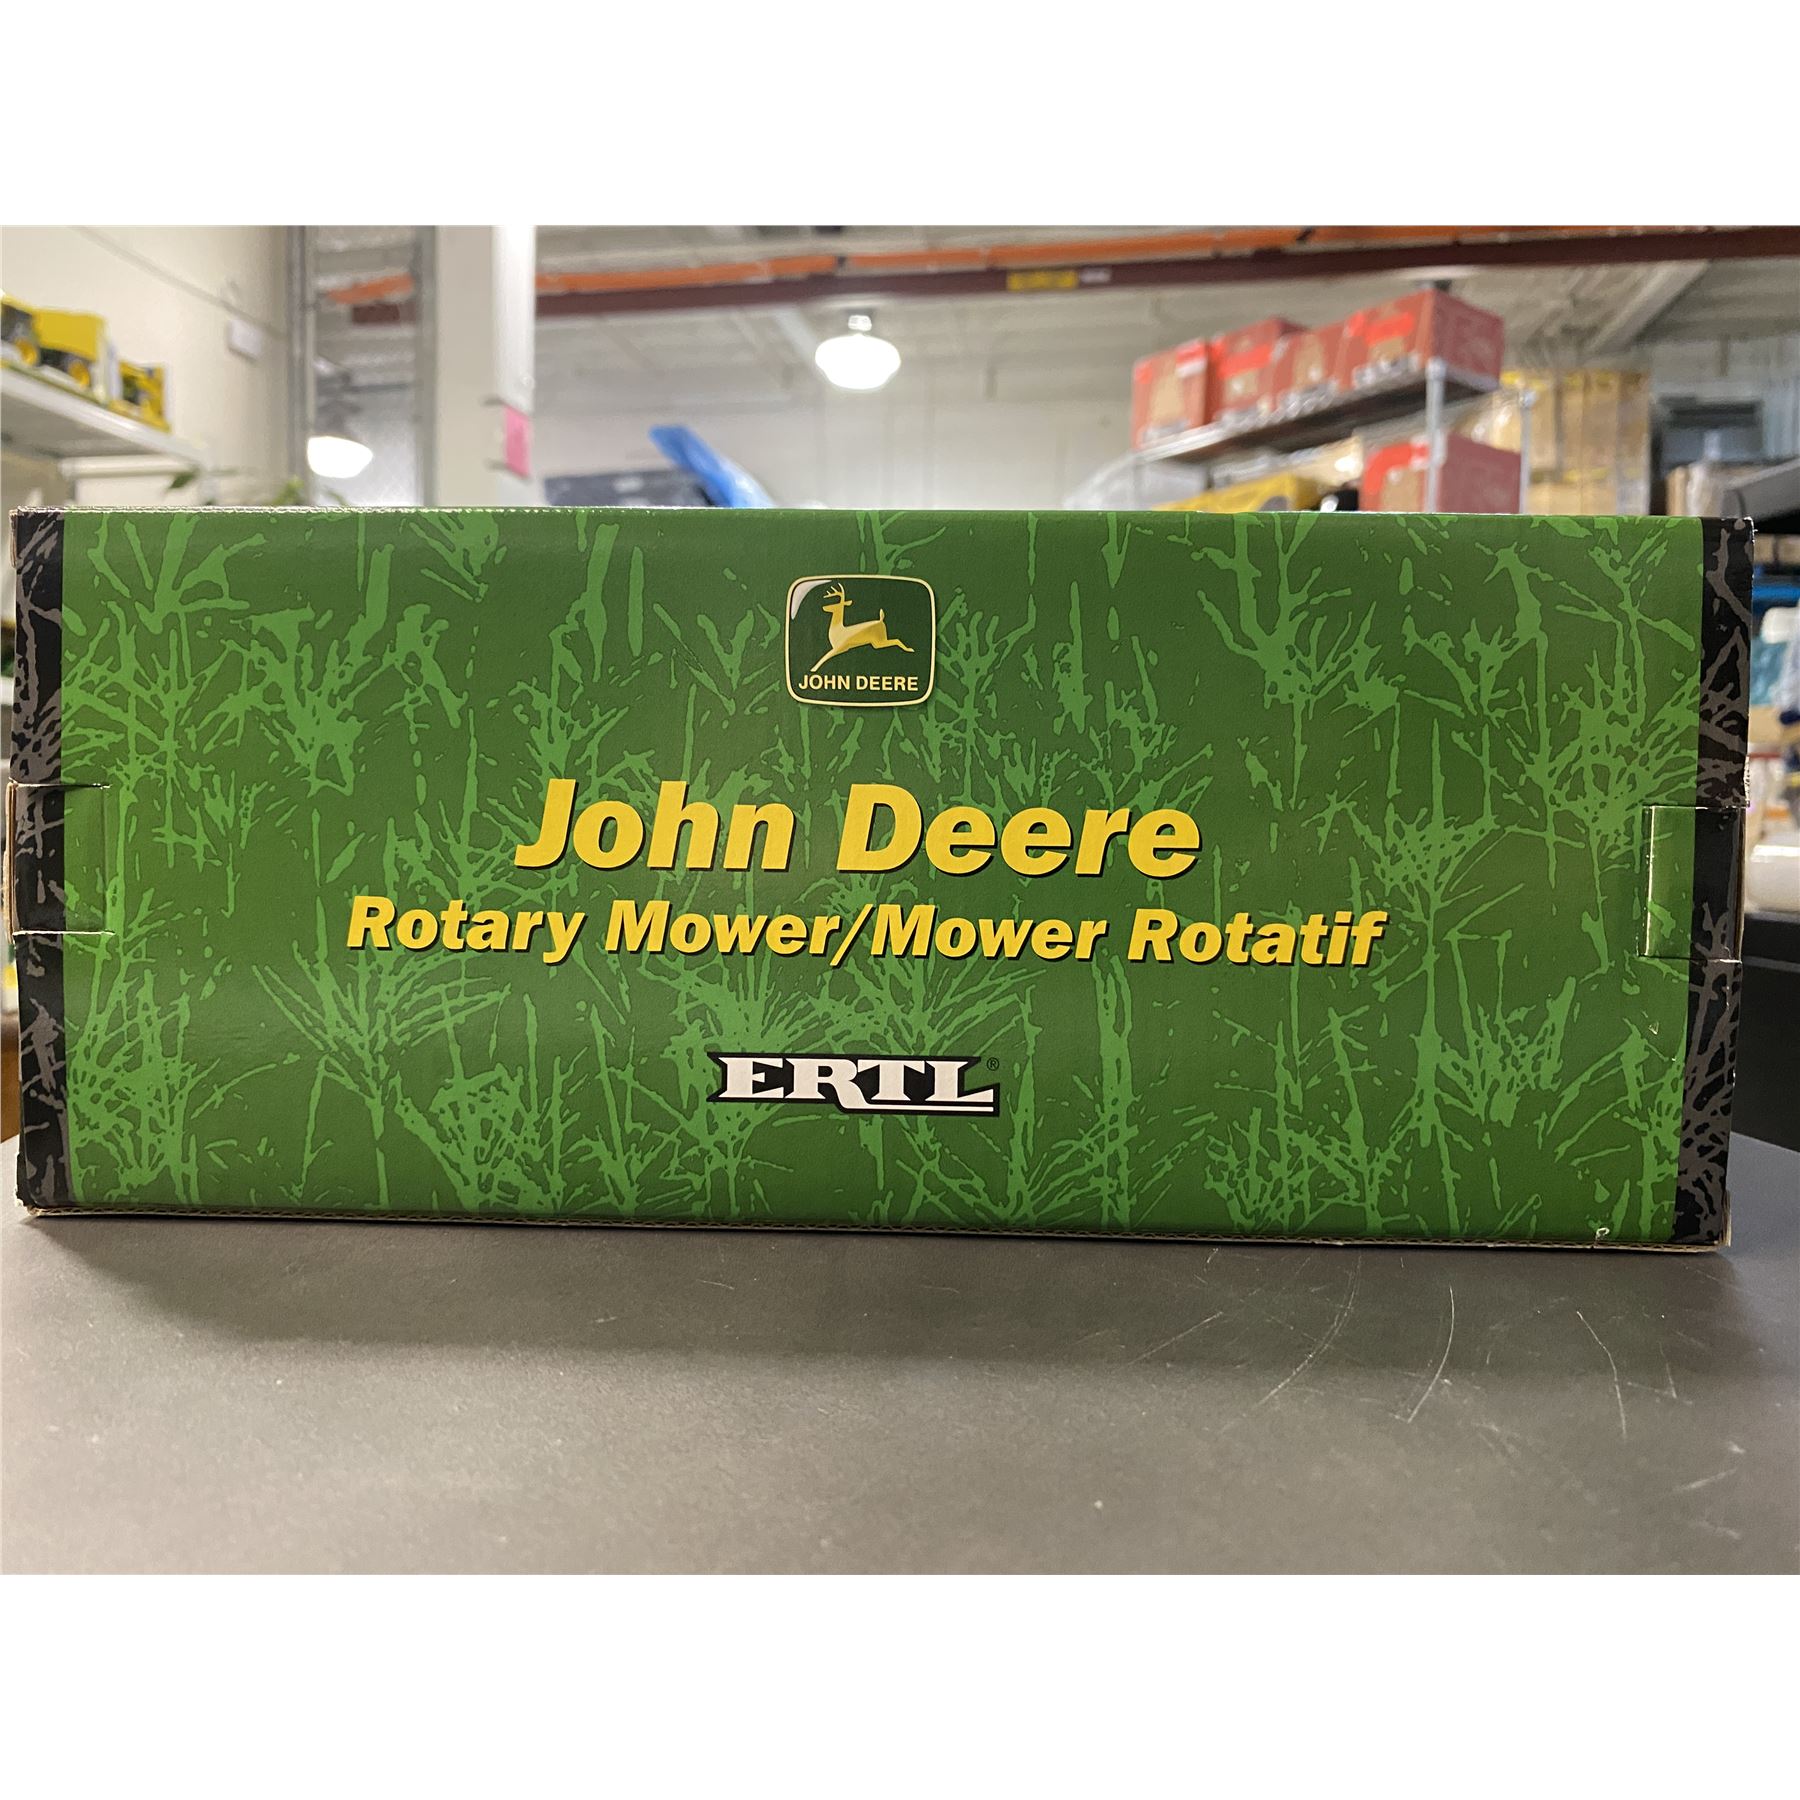 JOHN DEERE
John Deere
Rotary Mower/Mower Rotatif
ERTL®